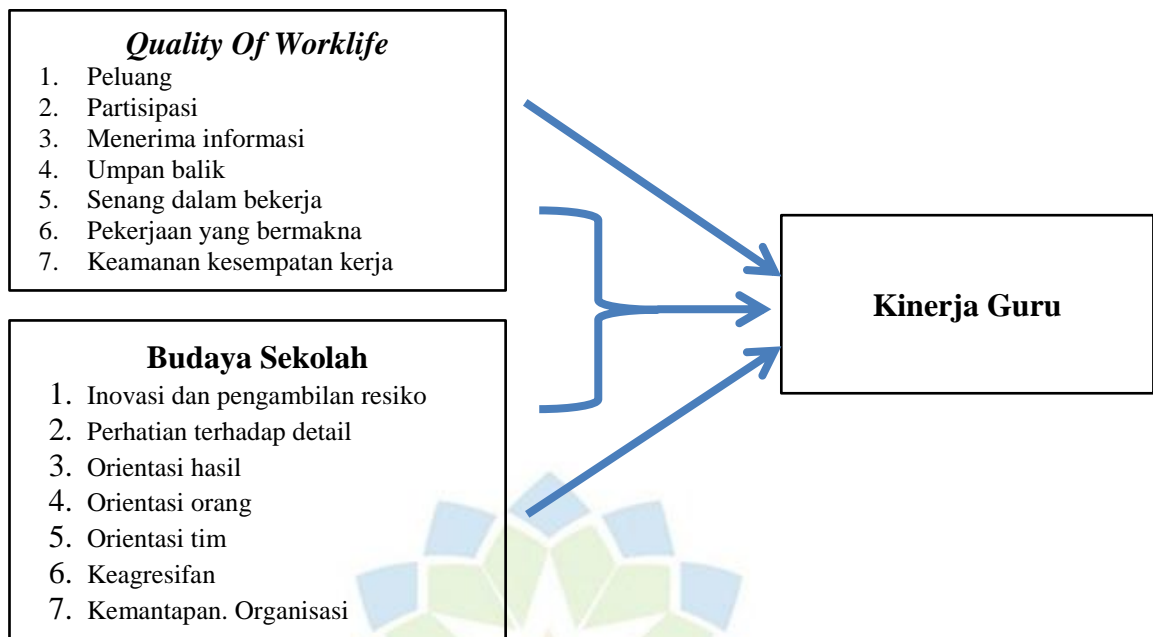 Quality Of Worklife
1. Peluang
2. Partisipasi
3. Menerima informasi
4. Umpan balik
5. Senang dalam bekerja
6. Pekerjaan yang bermakna
7. Keamanan kesempatan kerja
Budaya Sekolah
1. Inovasi dan pengambilan resiko
2. Perhatian terhadap detail
3. Orientasi hasil
4. Orientasi orang
5. Orientasi tim
6. Keagresifan
7. Kemantapan. Organisasi
Kinerja Guru